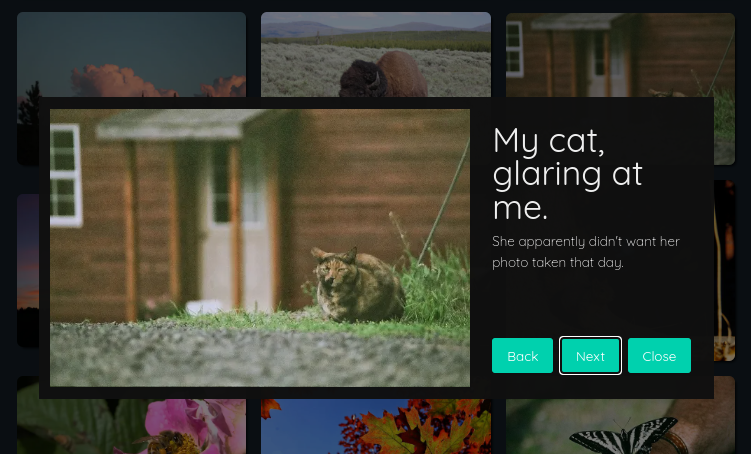 My cat,
glaring at
me.
She apparently didn't want her
photo taken that day.
Back Next Close